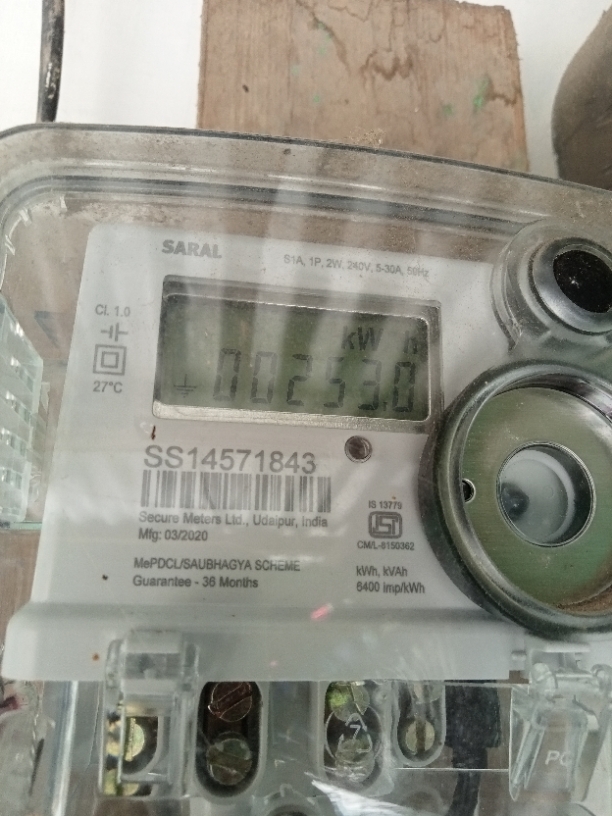 SARAL
S1A, 1P, 2W, 240V, 5-30A, 50Hz
Cl. 1.0
27°C
kW h
00253.0
SS14571843
Secure Meters Ltd., Udaipur, India
Mfg: 03/2020
IS 13779
ISI
CM/L-8150362
MePDCL/SAUBHAGYA SCHEME
Guarantee - 36 Months
kWh, kVAh
6400 imp/kWh